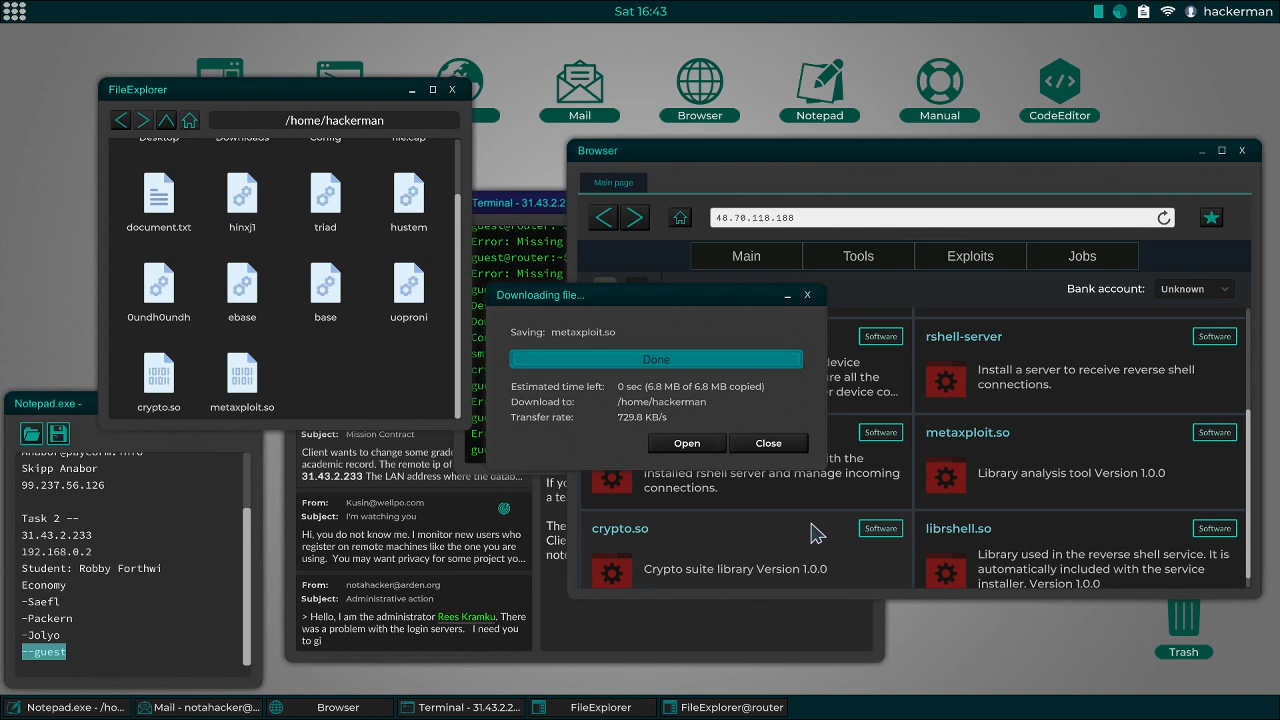 Sat 16:43
hackerman
Mail
Browser
Notepad
Manual
CodeEditor
Trash
FileExplorer
/home/hackerman
Desktop
Downloads
Config
file.cap
document.txt
hinxj1
triad
hustem
0undh0undh
ebase
base
uoproni
crypto.so
metaxploit.so
Terminal - 31.43.2.2
Error: Missing
guest@router:~$
Error: Missing
Browser
Main page
48.70.118.188
Main
Tools
Exploits
Jobs
Bank account:
Unknown
Software
rshell-server
Software
Install a server to receive reverse shell
connections.
Software
installed rshell server and manage incoming
connections.
metaxploit.so
Software
Library analysis tool Version 1.0.0
crypto.so
Software
Crypto suite library Version 1.0.0
librshell.so
Software
Library used in the reverse shell service. It is
automatically included with the service
installer. Version 1.0.0
Downloading file...
Saving: metaxploit.so
Done
Estimated time left: 0 sec (6.8 MB of 6.8 MB copied)
Download to: /home/hackerman
Transfer rate: 729.8 KB/s
Open
Close
Notepad.exe -
Skipp Anabor
99.237.56.126
Task 2 --
31.43.2.233
192.168.0.2
Student: Robby Forthwi
Economy
-Saefl
-Packern
-Jolyo
--guest
Subject: Mission Contract
Client wants to change some grade
academic record. The remote ip of
31.43.2.233 The LAN address where the datab...
From: Kusin@wellpo.com
Subject: I'm watching you
Hi, you do not know me. I monitor new users who
register on remote machines like the one you are
using. You may want privacy for some project yo...
From: notahacker@arden.org
Subject: Administrative action
> Hello, I am the administrator Rees Kramku. There
was a problem with the login servers. I need you
to gi
Notepad.exe - /ho...
Mail - notahacker@...
Browser
Terminal - 31.43.2.2...
FileExplorer
FileExplorer@router